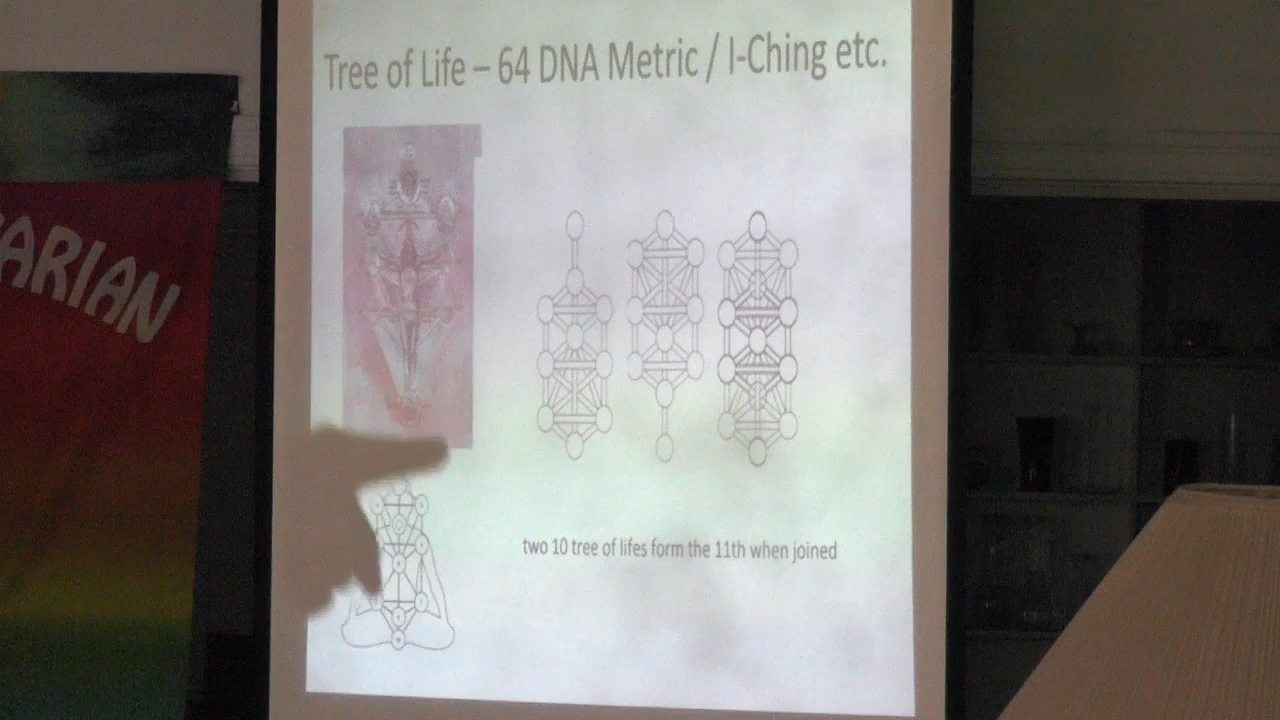 Tree of Life – 64 DNA Metric / I-Ching etc.
ARIAN
two 10 tree of lifes form the 11th when joined